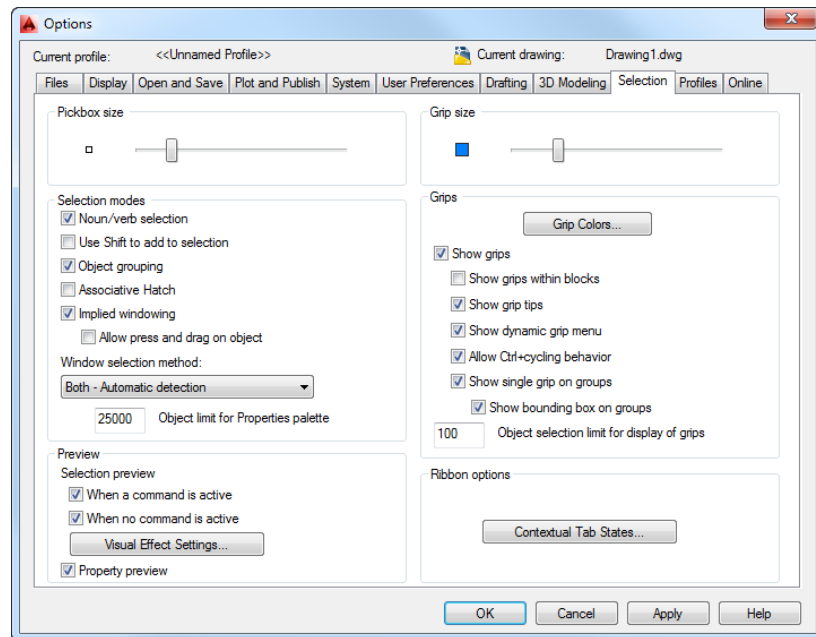 Options
Current profile: <<Unnamed Profile>> Current drawing: Drawing1.dwg
Files Display Open and Save Plot and Publish System User Preferences Drafting 3D Modeling Selection Profiles Online
Pickbox size
Grip size
Selection modes
Noun/verb selection
Use Shift to add to selection
Object grouping
Associative Hatch
Implied windowing
Allow press and drag on object
Window selection method:
Both - Automatic detection
25000 Object limit for Properties palette
Grips
Grip Colors...
Show grips
Show grips within blocks
Show grip tips
Show dynamic grip menu
Allow Ctrl+cycling behavior
Show single grip on groups
Show bounding box on groups
100 Object selection limit for display of grips
Preview
Selection preview
When a command is active
When no command is active
Visual Effect Settings...
Property preview
Ribbon options
Contextual Tab States...
OK Cancel Apply Help